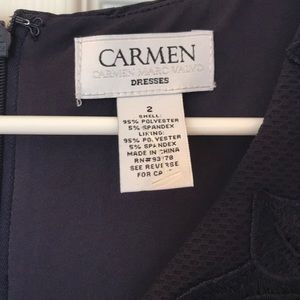 CARMEN
CARMEN MARC VALVO
DRESSES
2
SHELL:
95% POLYESTER
5% SPANDEX
LINING:
95% POLYESTER
5% SPANDEX
MADE IN CHINA
RN#93778
SEE REVERSE
FOR CA